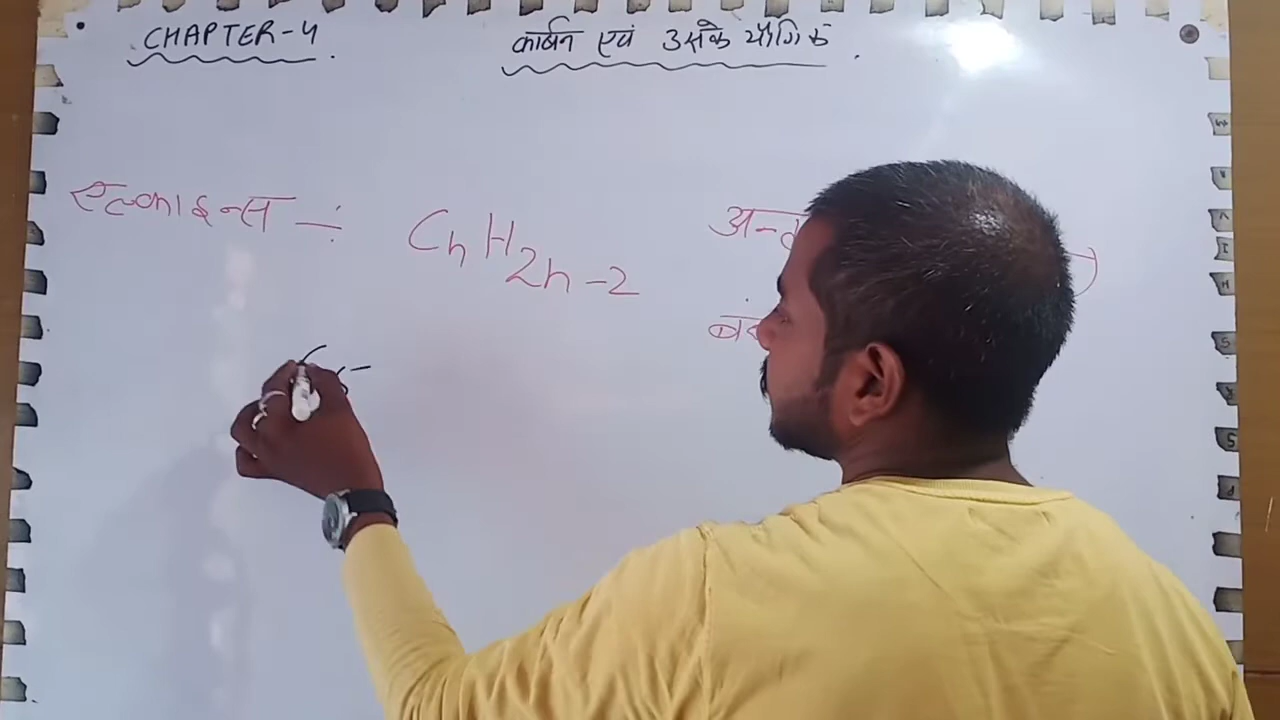 CHAPTER-4
कार्बन एवं उसके यौगिक
एल्काइन्स :-
CnH2n-2